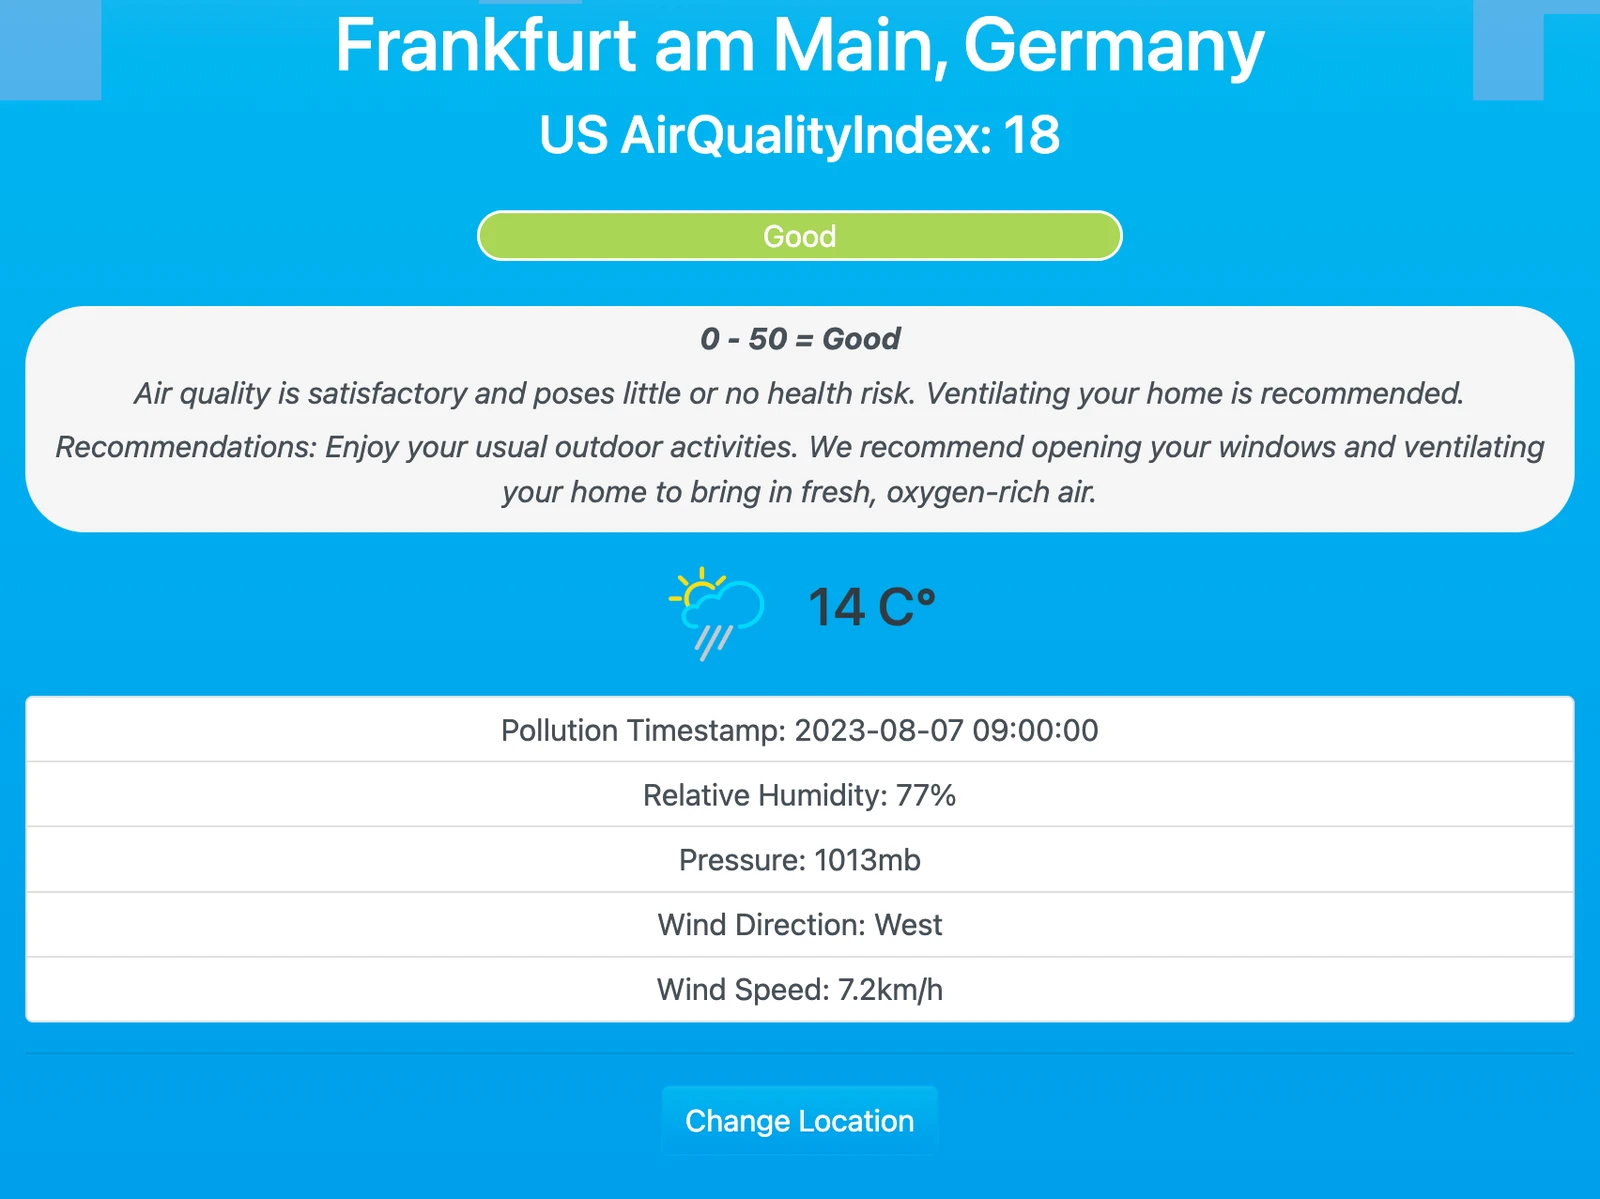 Frankfurt am Main, Germany
US AirQualityIndex: 18
Good
0 - 50 = Good
Air quality is satisfactory and poses little or no health risk. Ventilating your home is recommended.
Recommendations: Enjoy your usual outdoor activities. We recommend opening your windows and ventilating
your home to bring in fresh, oxygen-rich air.
14 C°
Pollution Timestamp: 2023-08-07 09:00:00
Relative Humidity: 77%
Pressure: 1013mb
Wind Direction: West
Wind Speed: 7.2km/h
Change Location